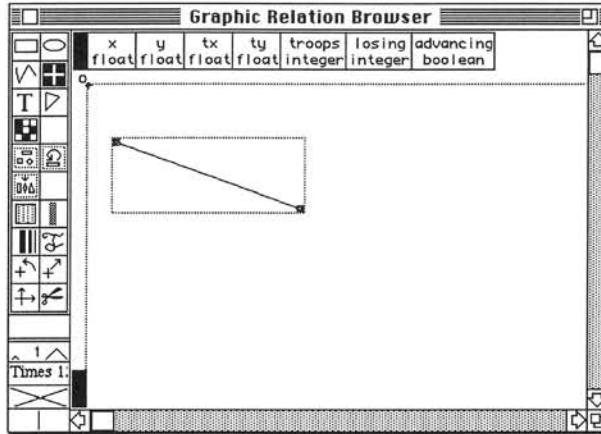 Graphic Relation Browser
x y tx ty troops losing advancing
float float float float integer integer boolean
T
1
Times 1